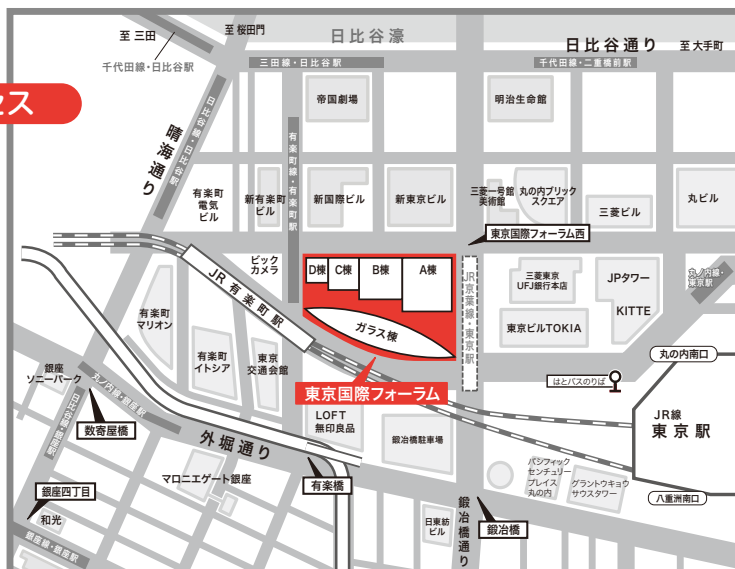 至 三田
至 桜田門
日比谷濠
日比谷通り
至 大手町
千代田線・日比谷駅
三田線・日比谷駅
千代田線・二重橋前駅
セス
晴海通り
日比谷線・日比谷駅
帝国劇場
明治生命館
有楽町線・有楽町駅
有楽町
電気
ビル
新有楽町
ビル
新国際ビル
新東京ビル
三菱一号館
美術館
丸の内ブリック
スクエア
三菱ビル
丸ビル
東京国際フォーラム西
ビック
カメラ
JR有楽町駅
D棟
C棟
B棟
A棟
ガラス棟
JR京葉線・東京駅
三菱東京
UFJ銀行本店
JPタワー
KITTE
丸ノ内線・
東京駅
東京ビルTOKIA
有楽町
マリオン
有楽町
イトシア
東京
交通会館
東京国際フォーラム
はとバスのりば
丸の内南口
JR線
東京駅
八重洲南口
銀座
ソニーパーク
丸ノ内線・銀座駅
日比谷線・銀座駅
数寄屋橋
外堀通り
LOFT
無印良品
鍛冶橋駐車場
マロニエゲート銀座
有楽橋
パシフィック
センチュリー
プレイス
丸の内
グラントウキョウ
サウスタワー
銀座四丁目
和光
銀座線・銀座駅
日東紡
ビル
鍛冶橋通り
鍛冶橋